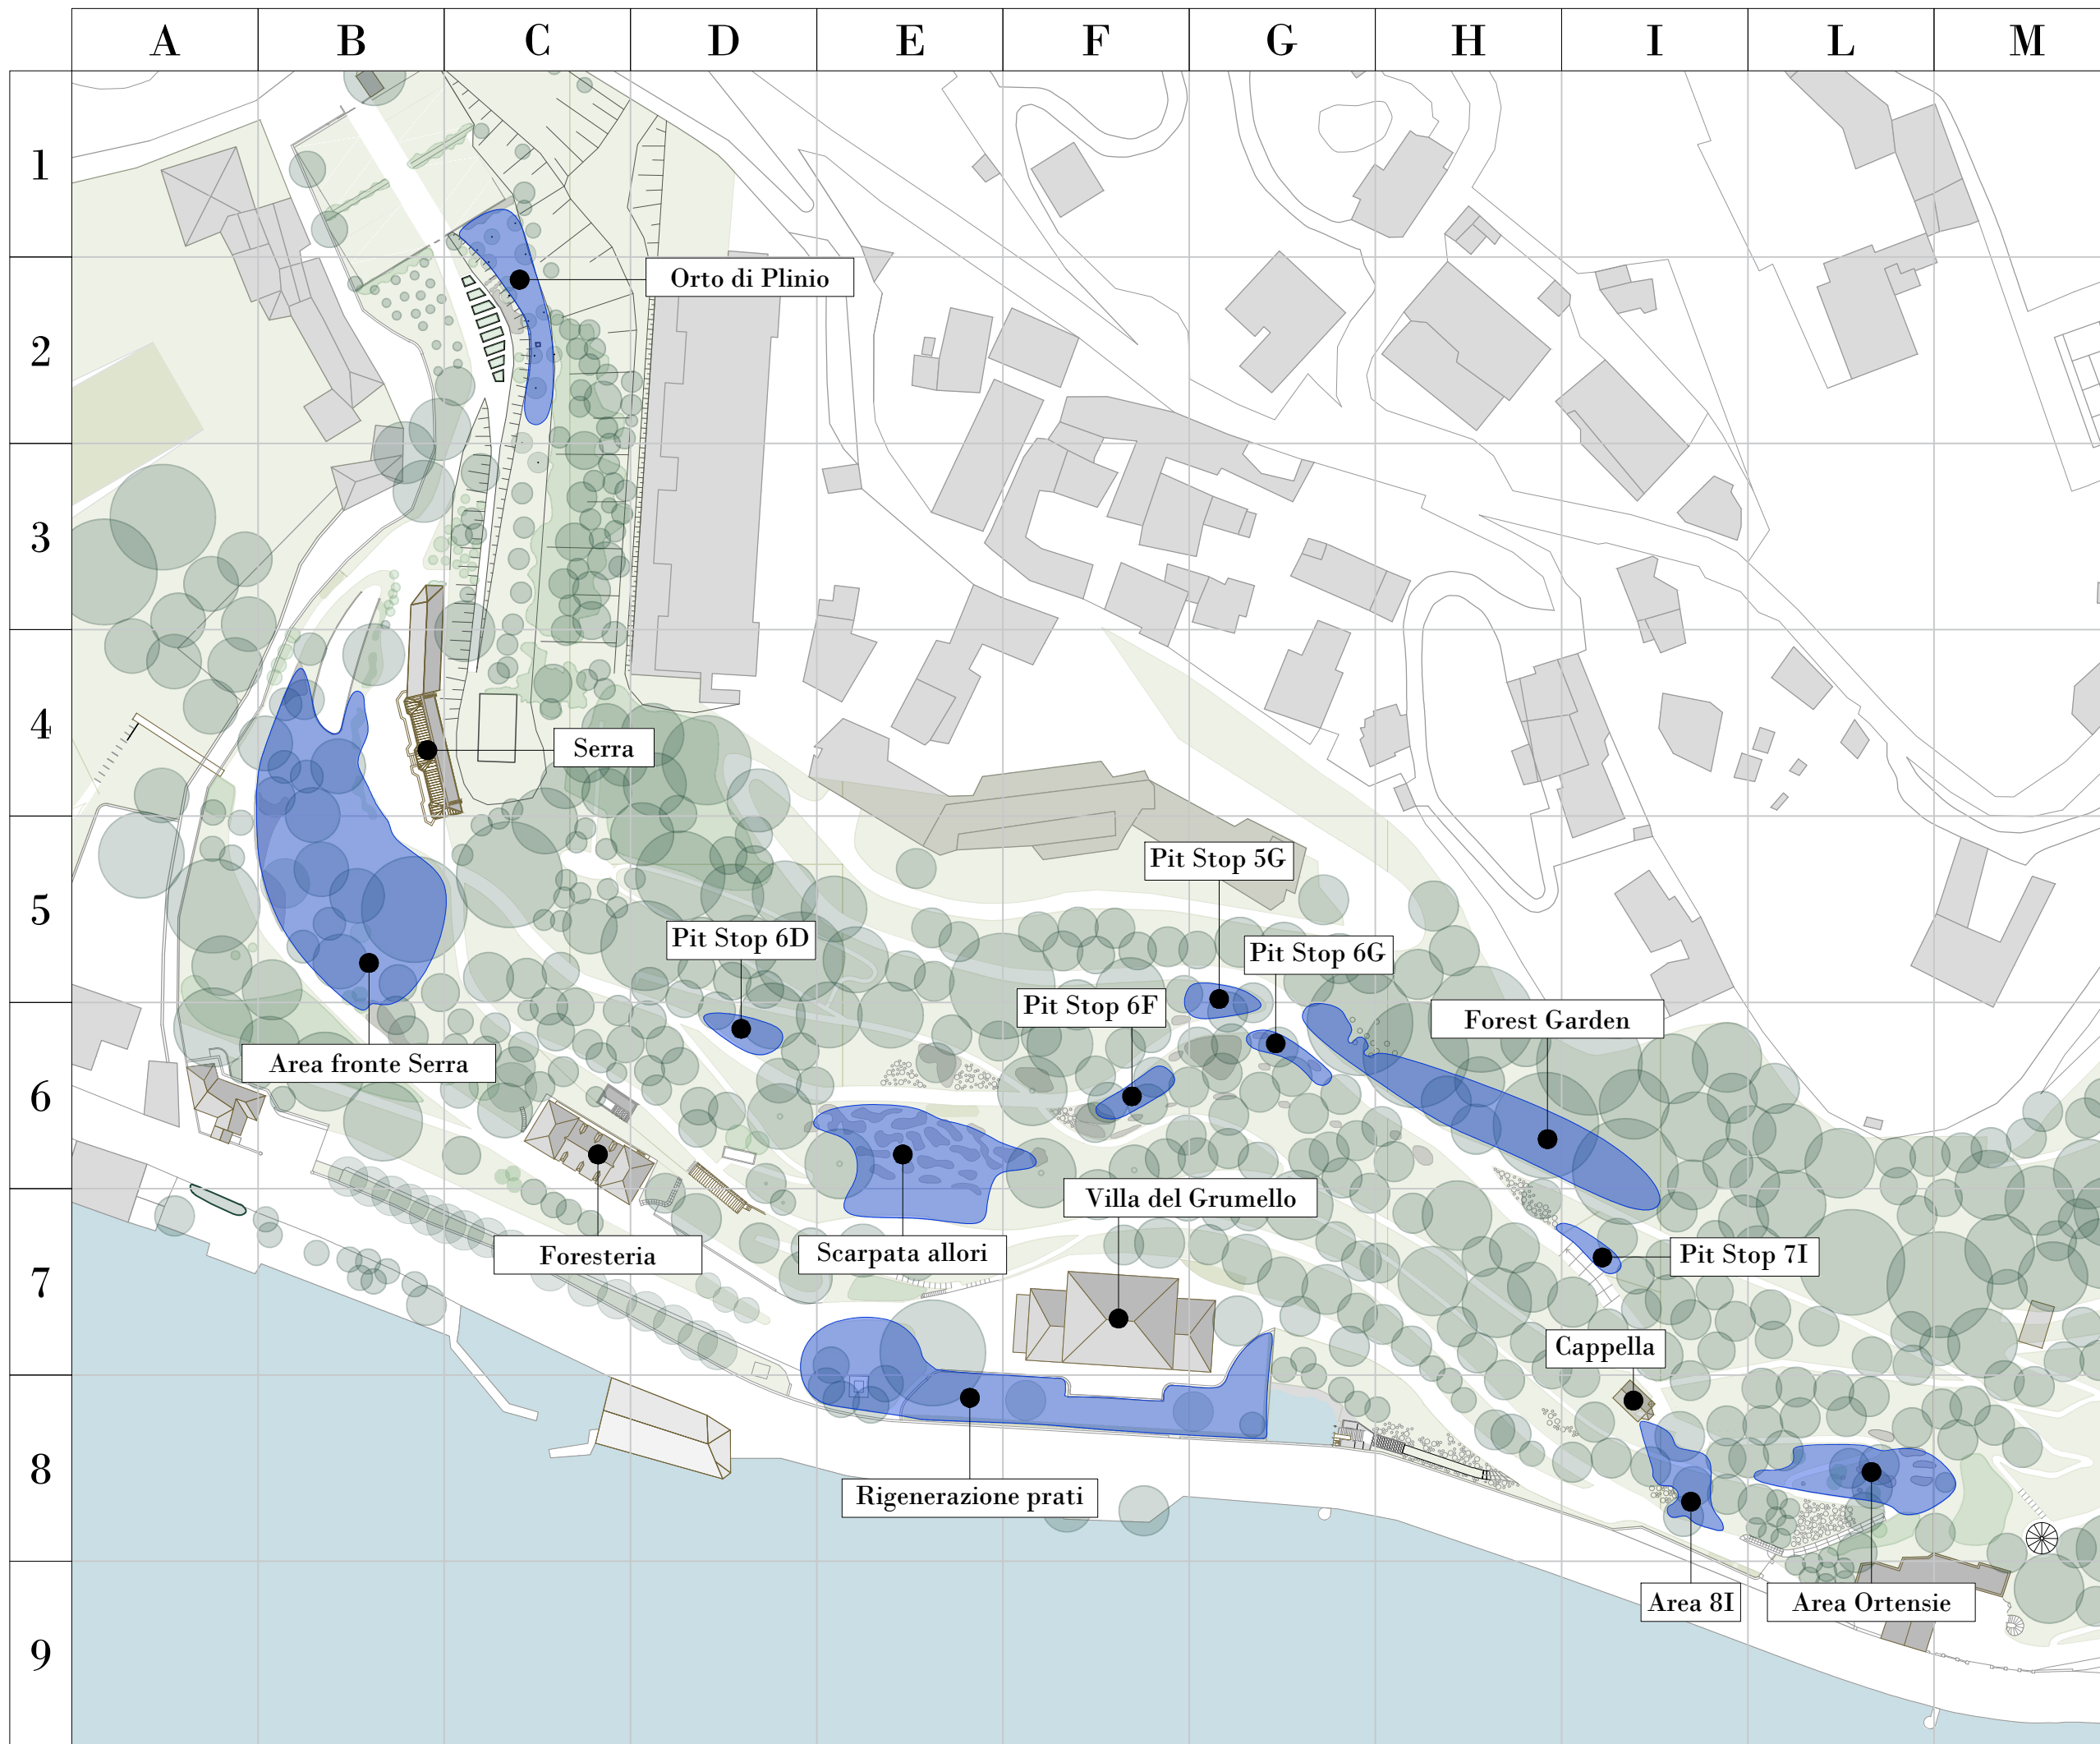 A B C D E F G H I L M
1
Orto di Plinio
2
3
4
Serra
Pit Stop 5G
5
Pit Stop 6D
Pit Stop 6G
Pit Stop 6F
Forest Garden
Area fronte Serra
6
Villa del Grumello
Foresteria
Scarpata allori
Pit Stop 7I
7
Cappella
8
Rigenerazione prati
Area 8I
Area Ortensie
9